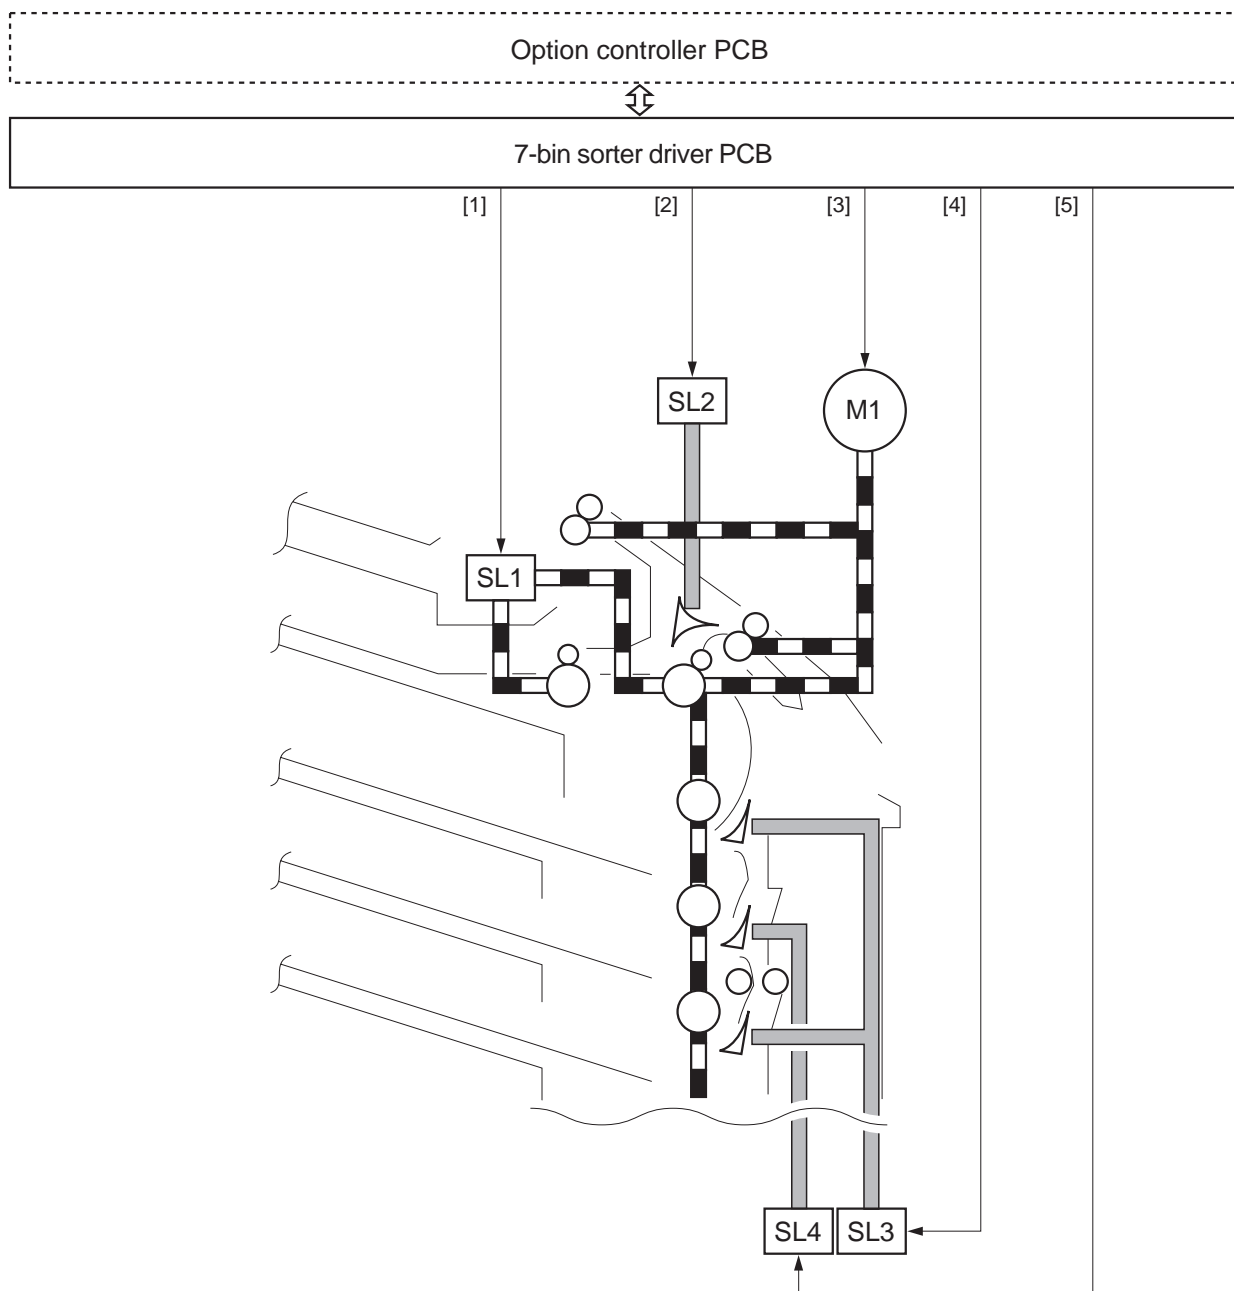 Option controller PCB
7-bin sorter driver PCB
[1] [2] [3] [4] [5]
SL2 M1
SL1
SL4 SL3